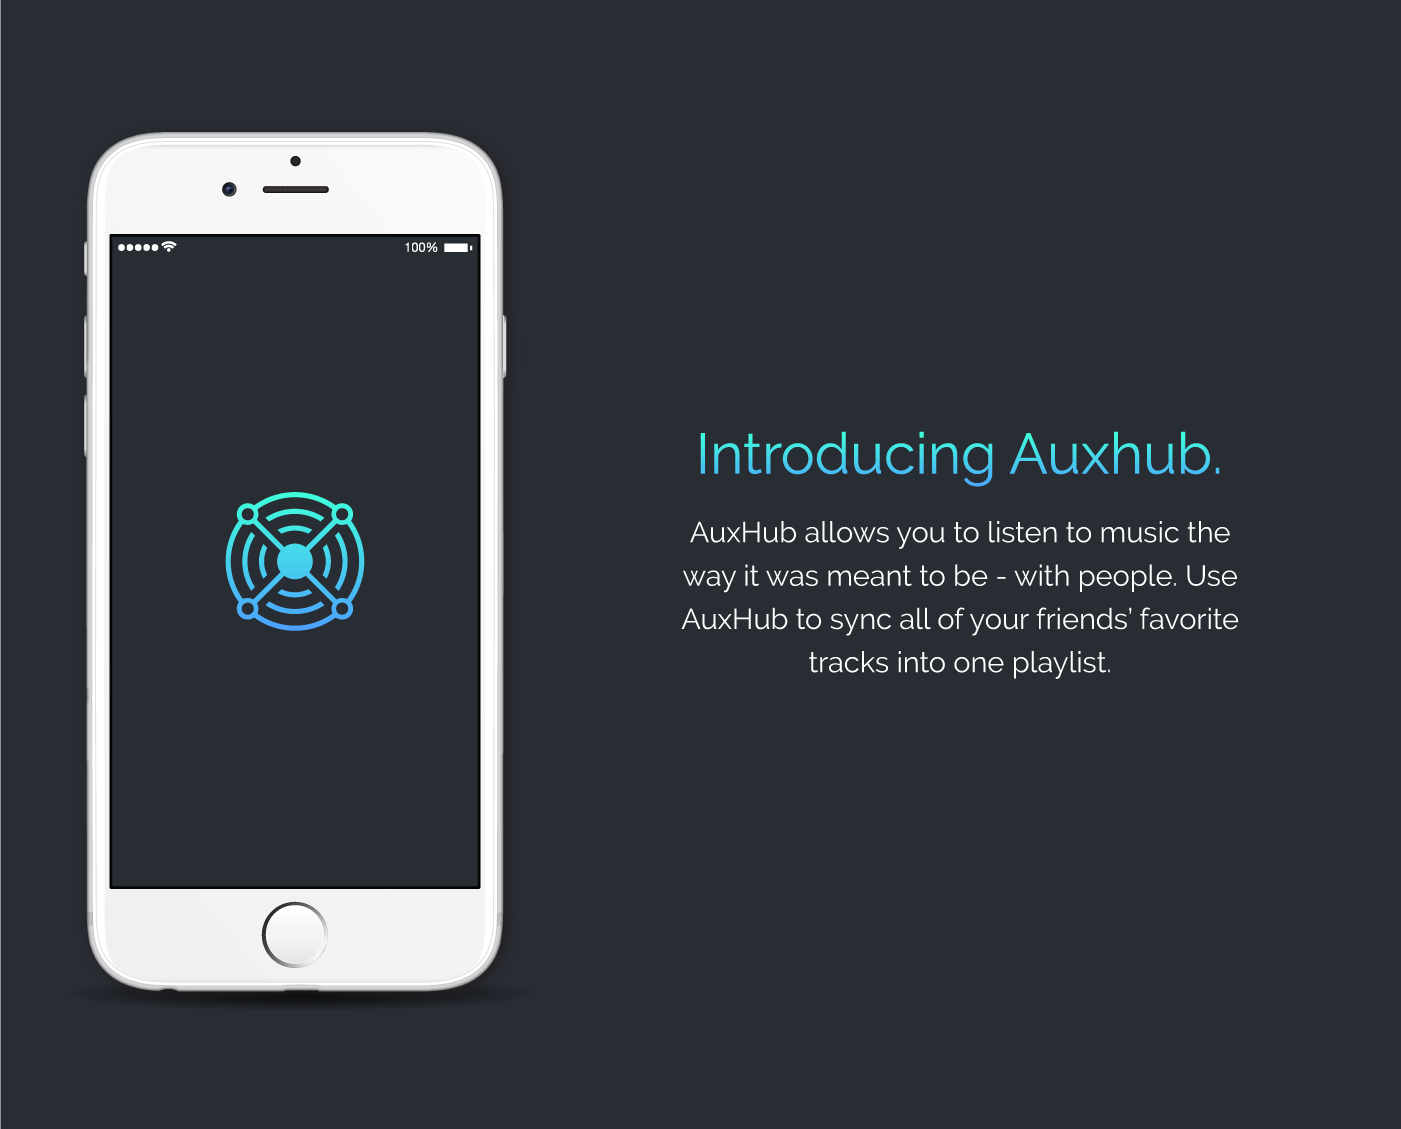 100%
Introducing Auxhub.
AuxHub allows you to listen to music the
way it was meant to be - with people. Use
AuxHub to sync all of your friends’ favorite
tracks into one playlist.